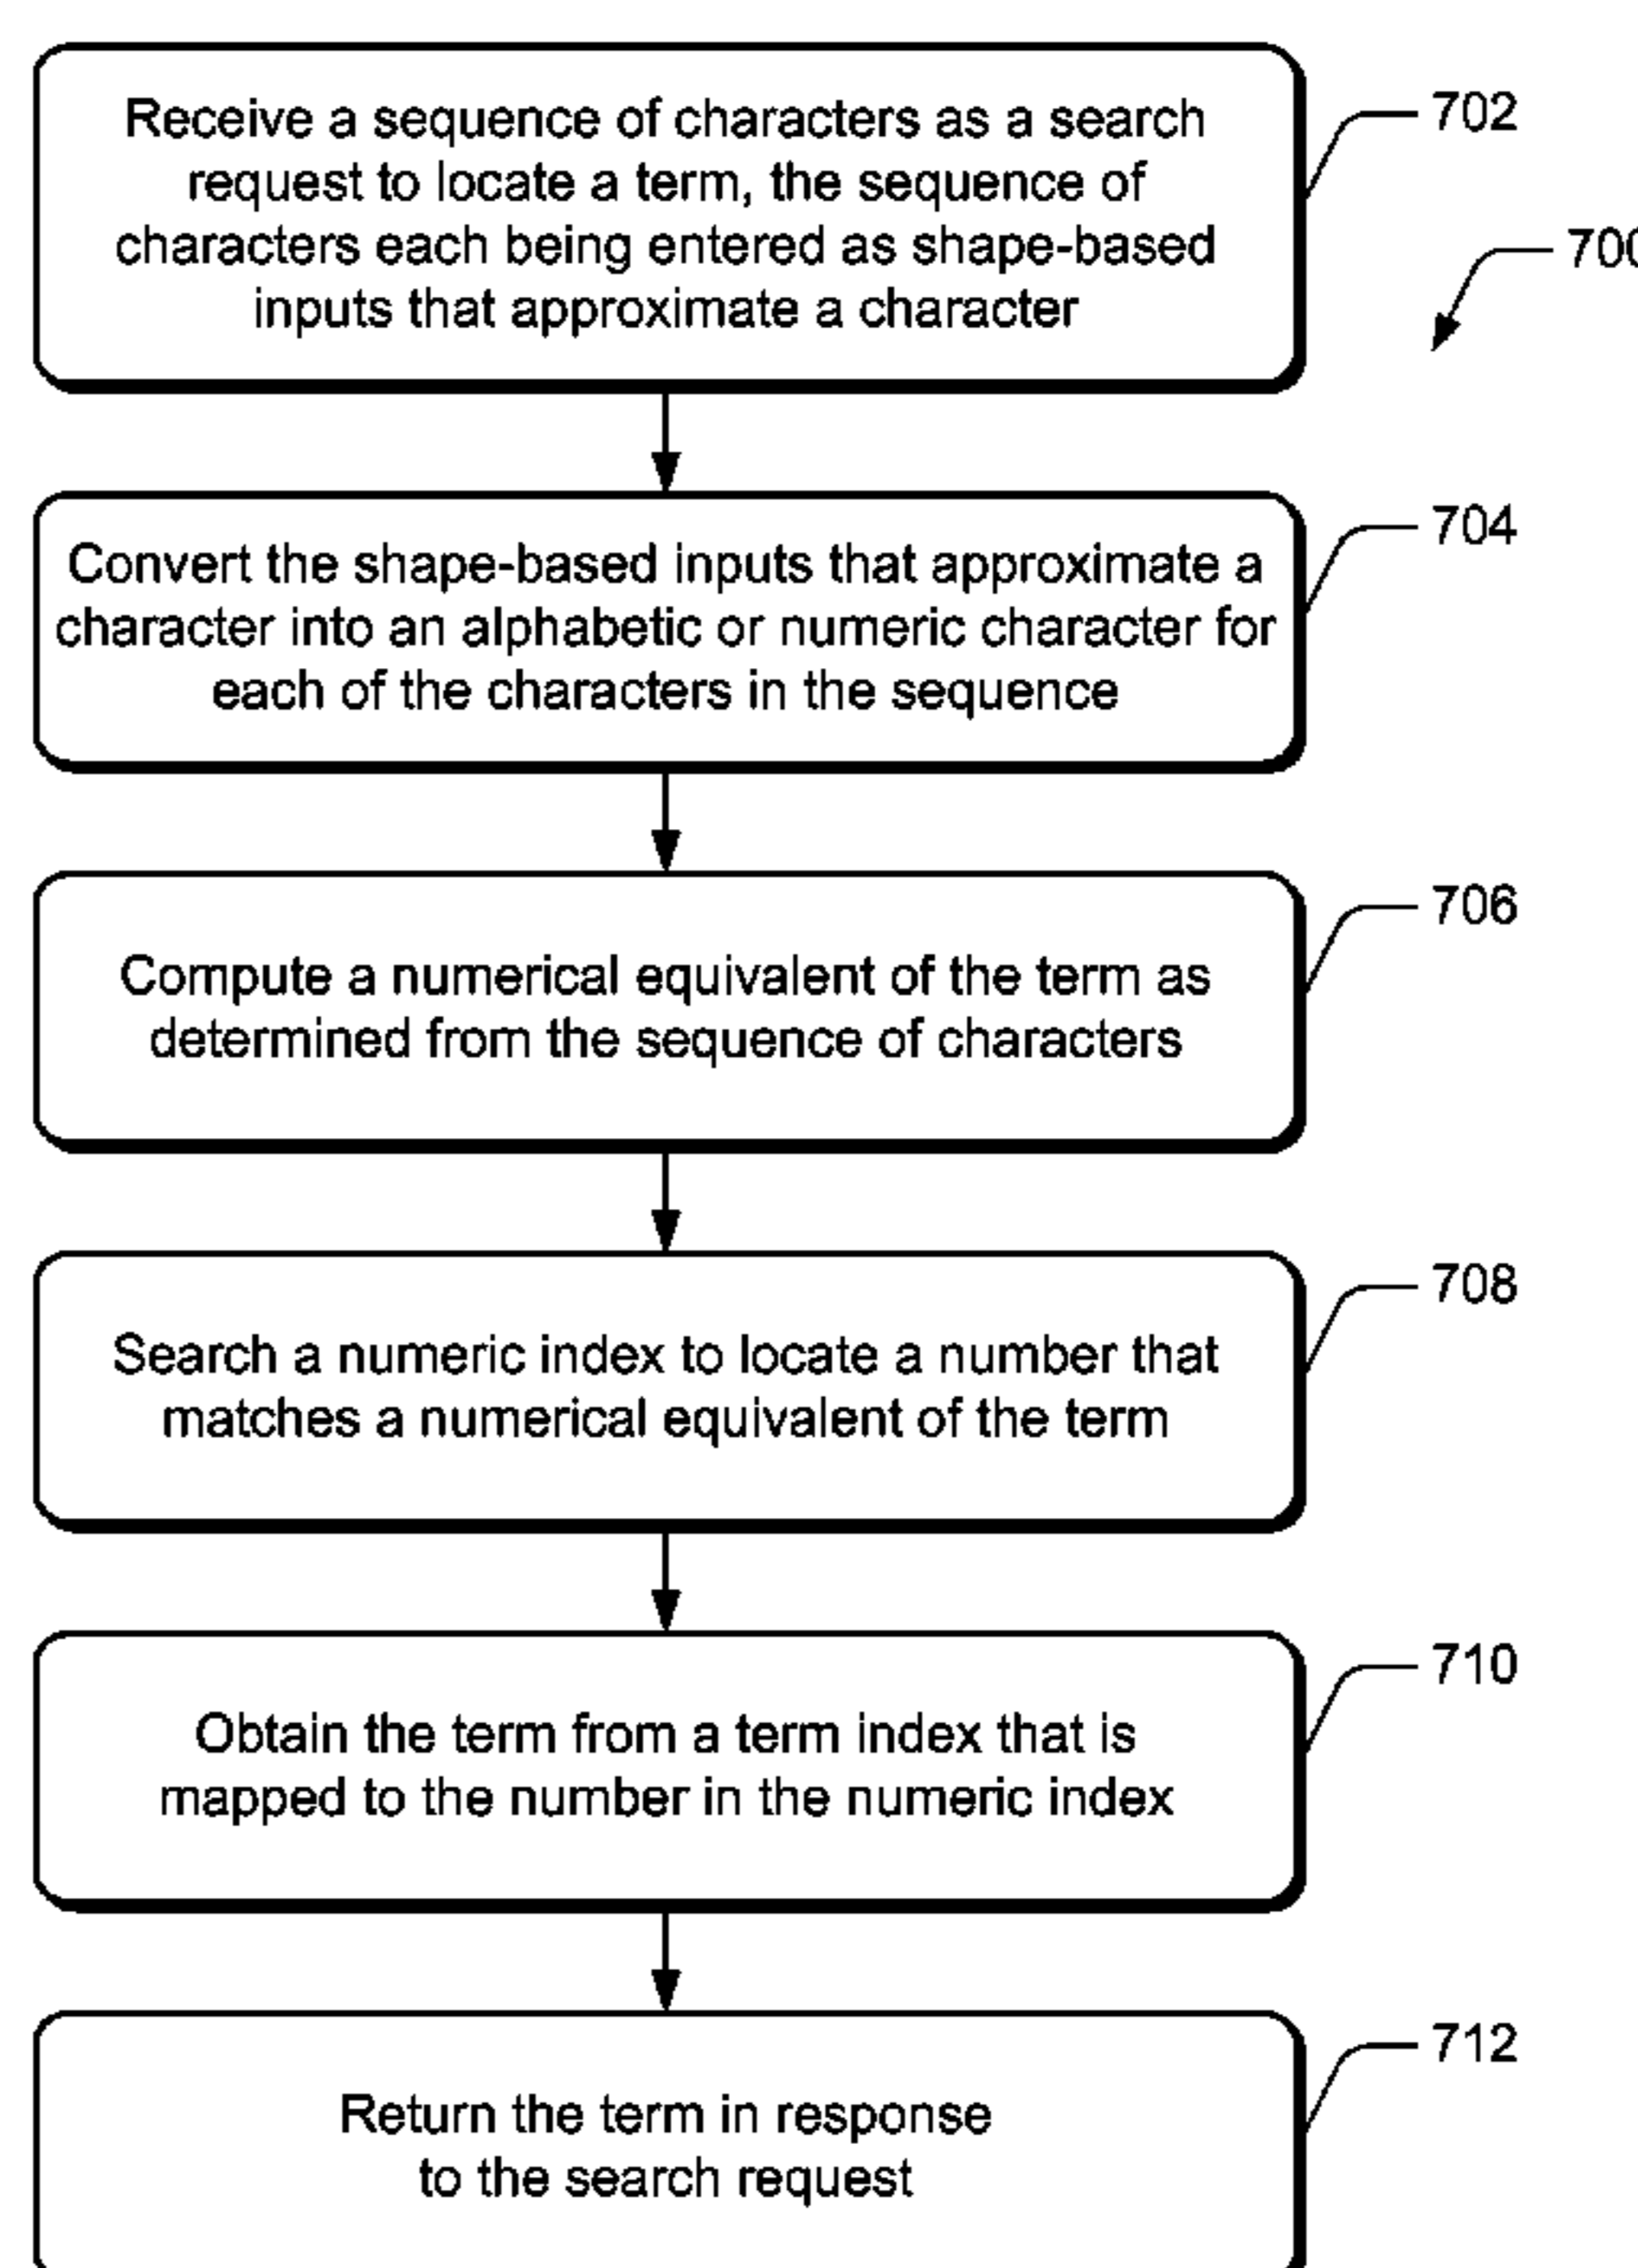 Receive a sequence of characters as a search
request to locate a term, the sequence of
characters each being entered as shape-based
inputs that approximate a character
702
700
Convert the shape-based inputs that approximate a
character into an alphabetic or numeric character for
each of the characters in the sequence
704
Compute a numerical equivalent of the term as
determined from the sequence of characters
706
Search a numeric index to locate a number that
matches a numerical equivalent of the term
708
Obtain the term from a term index that is
mapped to the number in the numeric index
710
Return the term in response
to the search request
712